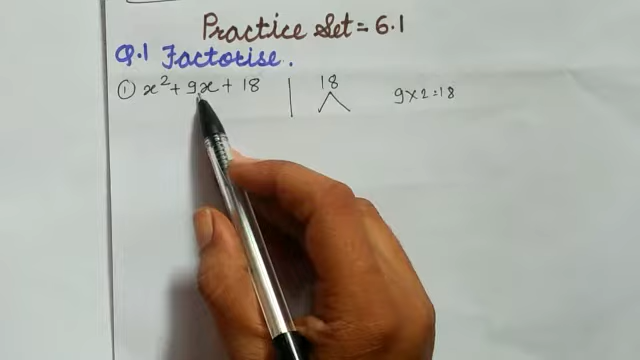 Practice Set = 6.1
Q.1 Factorise.
① x² + 9x + 18 | 18 9 × 2 = 18